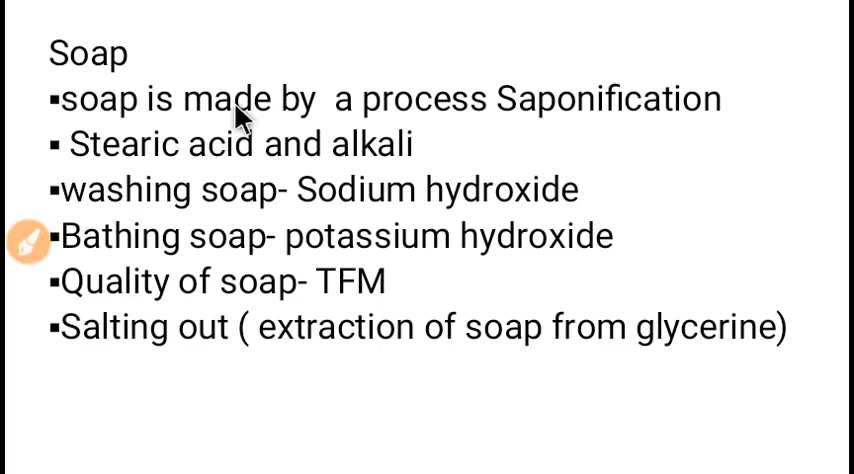 Soap
▪soap is made by  a process Saponification
▪ Stearic acid and alkali
▪washing soap- Sodium hydroxide
▪Bathing soap- potassium hydroxide
▪Quality of soap- TFM
▪Salting out ( extraction of soap from glycerine)